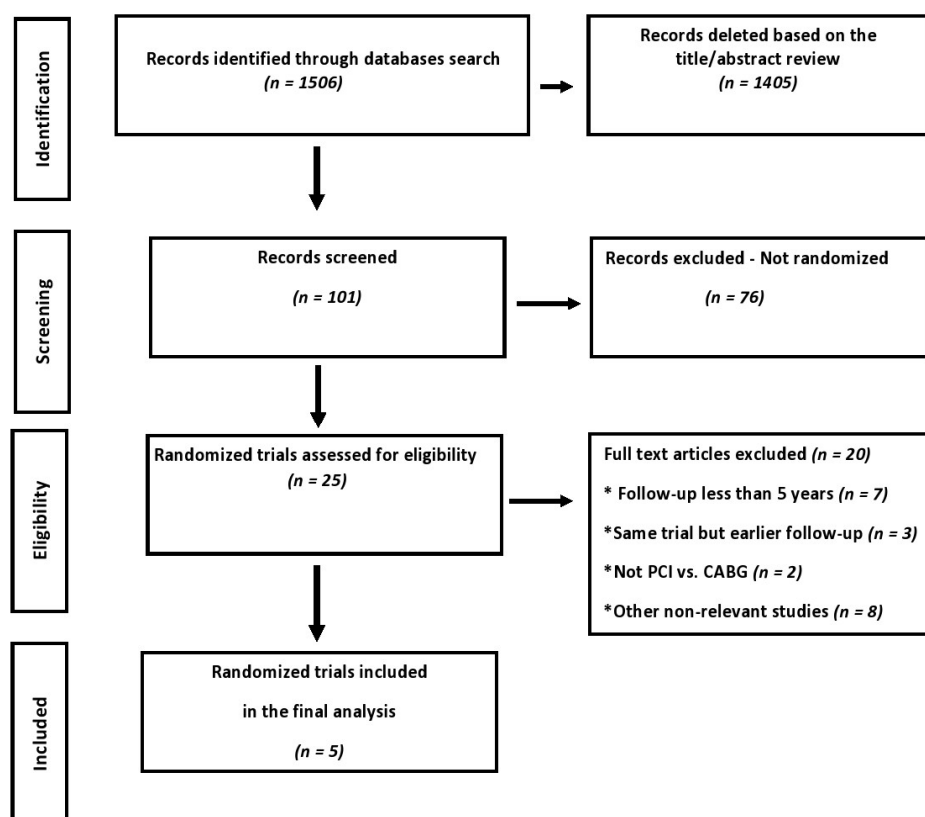 Identification
Records identified through databases search
(n = 1506)
Records deleted based on the
title/abstract review
(n = 1405)
Screening
Records screened
(n = 101)
Records excluded - Not randomized
(n = 76)
Eligibility
Randomized trials assessed for eligibility
(n = 25)
Full text articles excluded (n = 20)
* Follow-up less than 5 years (n = 7)
*Same trial but earlier follow-up (n = 3)
*Not PCI vs. CABG (n = 2)
*Other non-relevant studies (n = 8)
Included
Randomized trials included
in the final analysis
(n = 5)